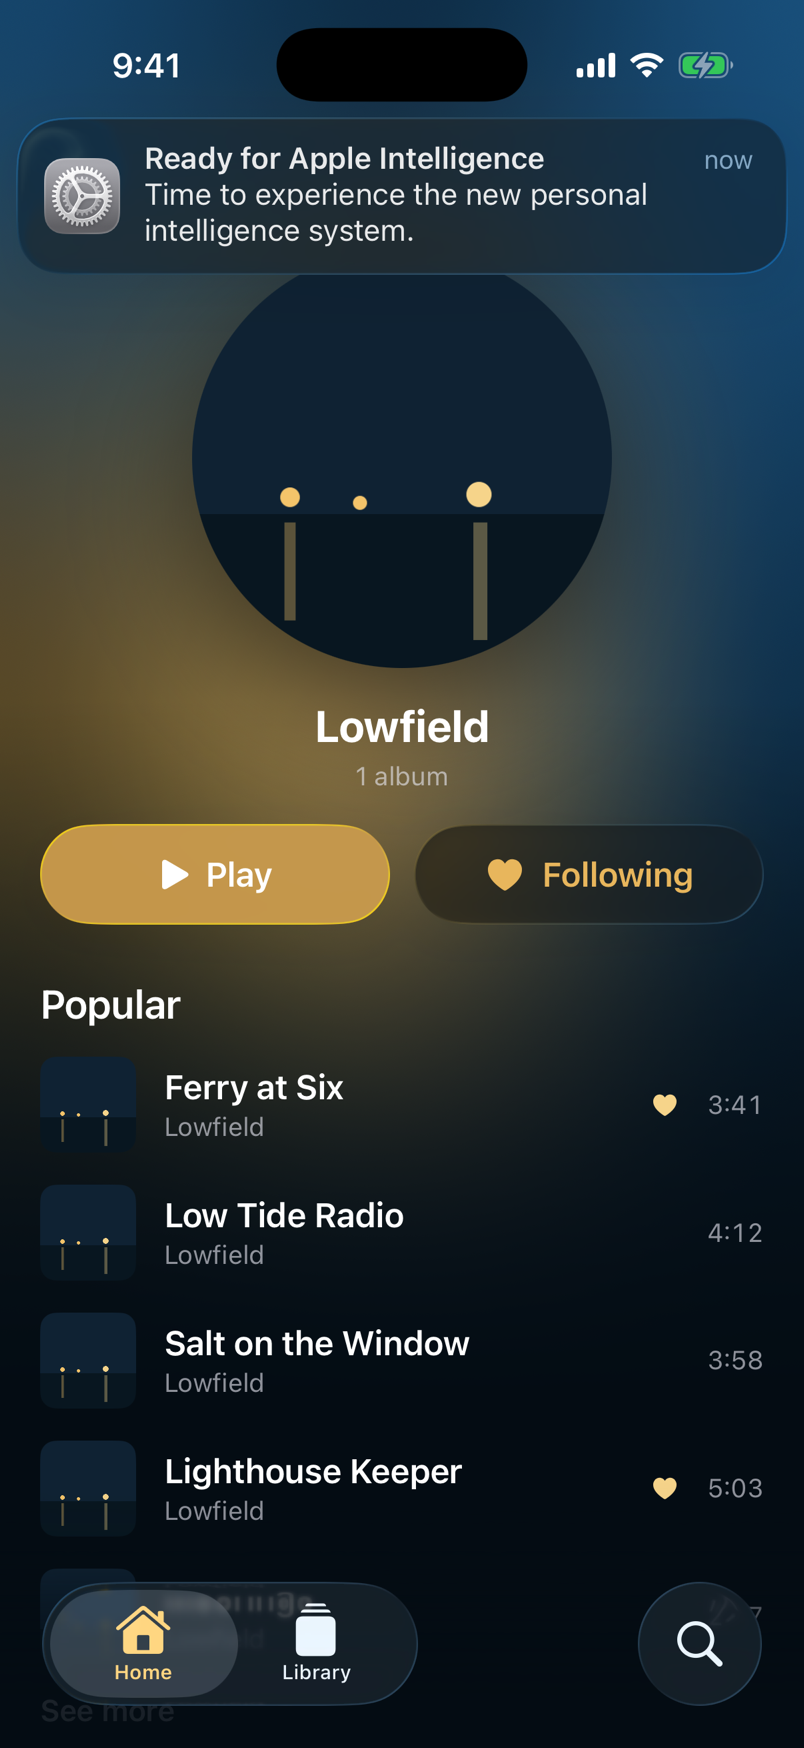 9:41
Ready for Apple Intelligence
now
Time to experience the new personal
intelligence system.
Lowfield
1 album
Play
Following
Popular
Ferry at Six
Lowfield
3:41
Low Tide Radio
Lowfield
4:12
Salt on the Window
Lowfield
3:58
Lighthouse Keeper
Lowfield
5:03
Home
Library
See more